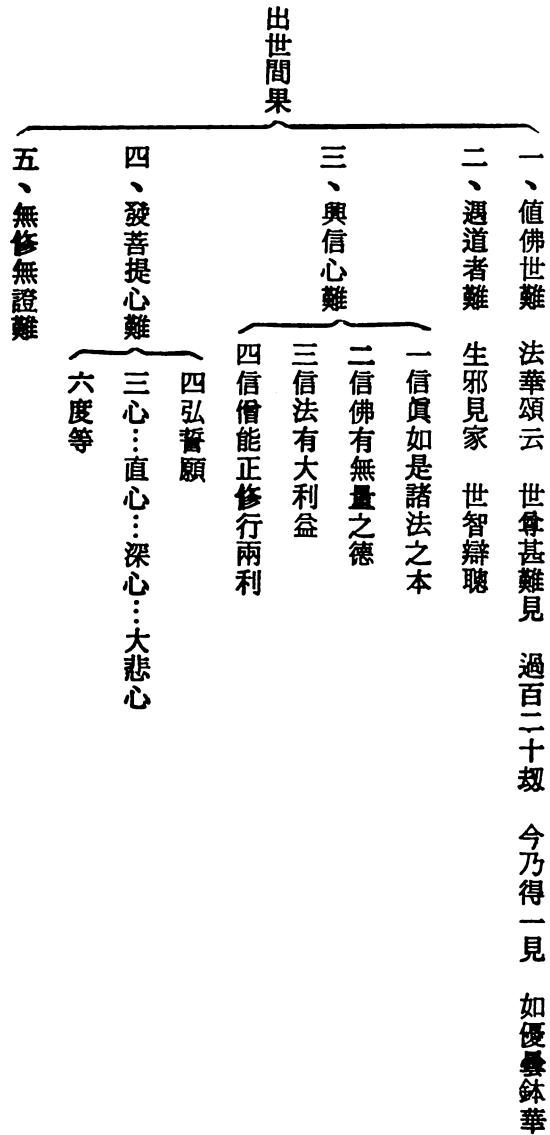 出世間果
一、值佛世難　法華頌云　世尊甚難見　過百二十劫　今乃得一見　如優曇鉢華
二、遇道者難　生邪見家　世智辯聰
三、興信心難
一信眞如是諸法之本
二信佛有無量之德
三信法有大利益
四信僧能正修行兩利
四、發菩提心難
四弘誓願
三心…直心…深心…大悲心
六度等
五、無修無證難